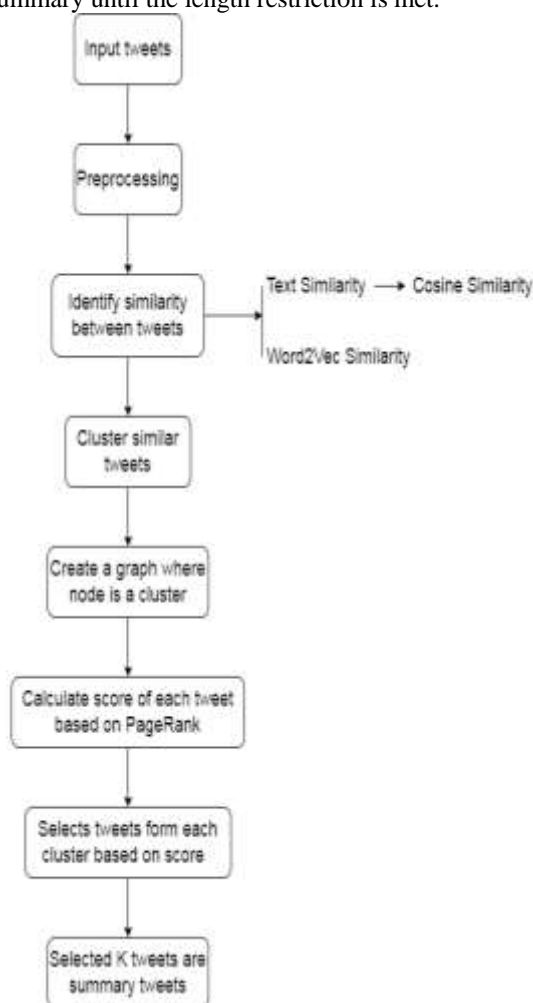 ummary until the length restriction is met.
Input tweets
Preprocessing
Identify similarity
between tweets
Text Similarity → Cosine Similarity
Word2Vec Similarity
Cluster similar
tweets
Create a graph where
node is a cluster
Calculate score of each tweet
based on PageRank
Selects tweets form each
cluster based on score
Selected K tweets are
summary tweets